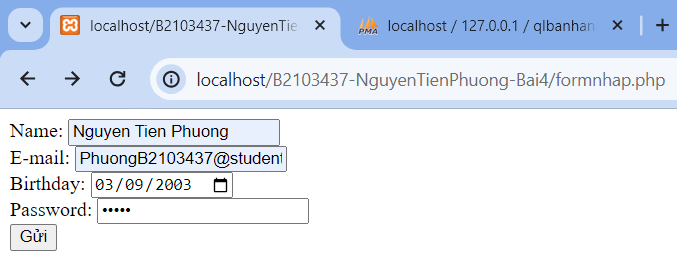 localhost/B2103437-NguyenTie
localhost / 127.0.0.1 / qlbanhan
PMA
localhost/B2103437-NguyenTienPhuong-Bai4/formnhap.php
Name: Nguyen Tien Phuong
E-mail: PhuongB2103437@student
Birthday: 03/09/2003
Password: •••••
Gửi